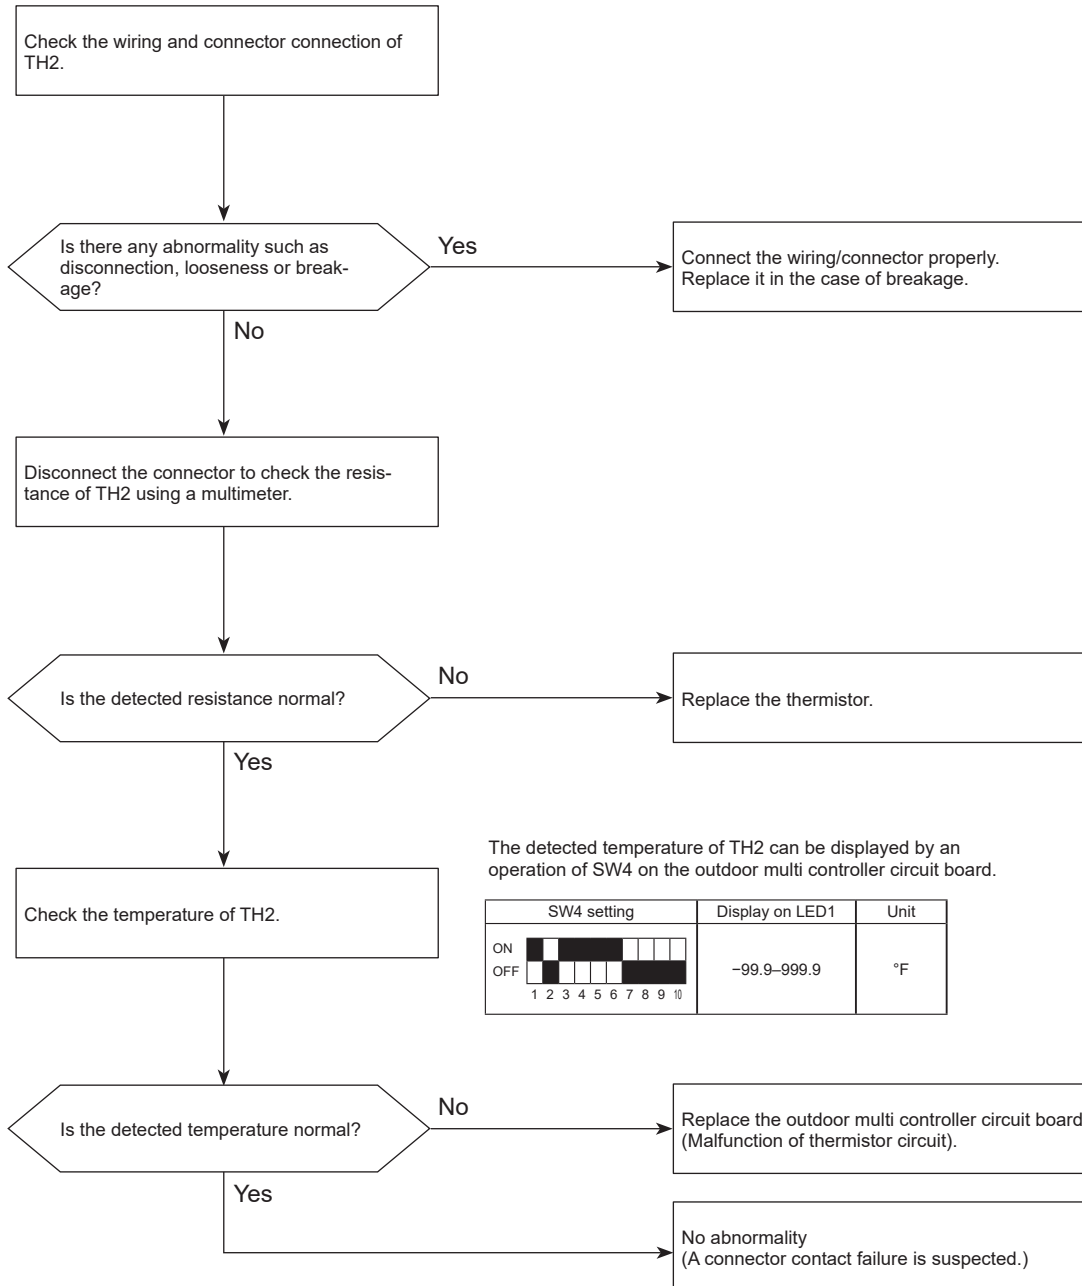 Check the wiring and connector connection of
TH2.
Is there any abnormality such as
disconnection, looseness or break-
age?
Yes
Connect the wiring/connector properly.
Replace it in the case of breakage.
No
Disconnect the connector to check the resis-
tance of TH2 using a multimeter.
Is the detected resistance normal?
No
Replace the thermistor.
Yes
The detected temperature of TH2 can be displayed by an
operation of SW4 on the outdoor multi controller circuit board.
Check the temperature of TH2.
SW4 setting Display on LED1 Unit
ON
OFF
1 2 3 4 5 6 7 8 9 10
−99.9–999.9 °F
Is the detected temperature normal?
No
Replace the outdoor multi controller circuit board
(Malfunction of thermistor circuit).
Yes
No abnormality
(A connector contact failure is suspected.)